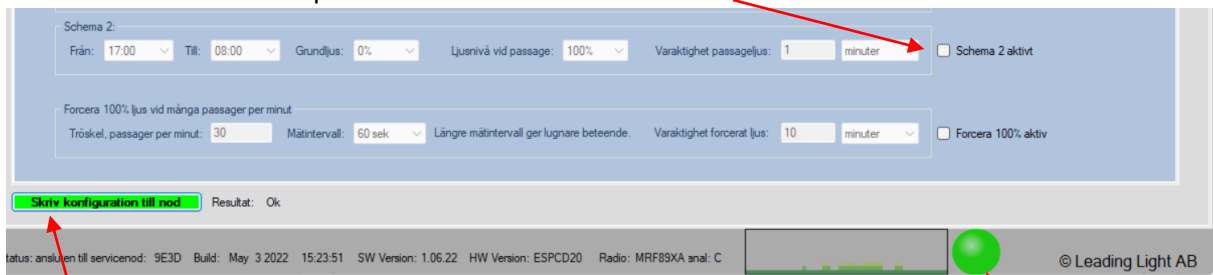 Schema 2:
Från: 17:00 Till: 08:00 Grundljus: 0% Ljusnivå vid passage: 100% Varaktighet passageljus: 1 minuter Schema 2 aktivt
Forcera 100% ljus vid många passager per minut
Tröskel, passager per minut: 30 Mätintervall: 60 sek Längre mätintervall ger lugnare beteende. Varaktighet forcerat ljus: 10 minuter Forcera 100% aktiv
Skriv konfiguration till nod Resultat: Ok
tatus: ansluten till servicenod: 9E3D Build: May 3 2022 15:23:51 SW Version: 1.06.22 HW Version: ESPCD20 Radio: MRF89XA anal: C © Leading Light AB